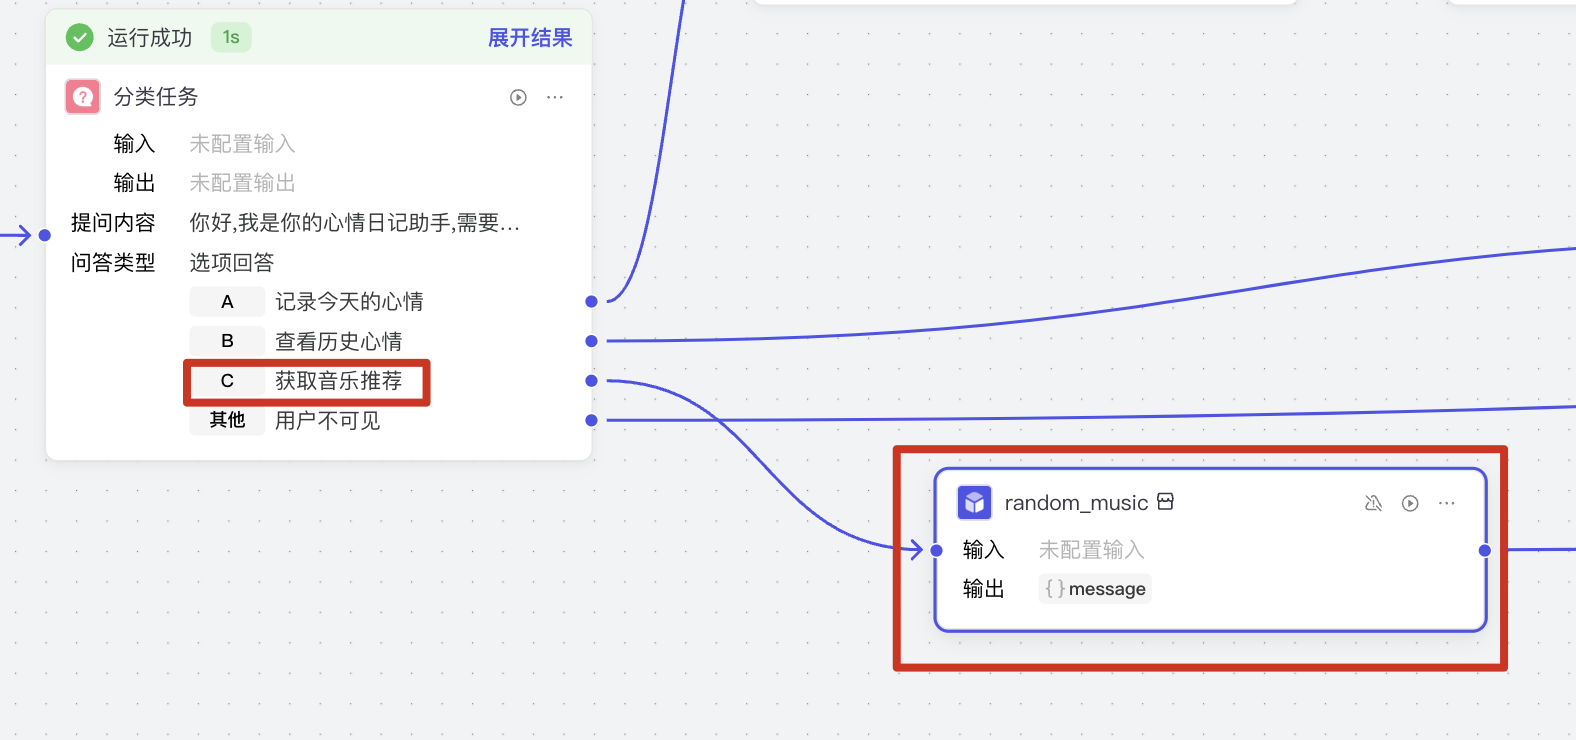 运行成功 1s 展开结果
分类任务
输入 未配置输入
输出 未配置输出
提问内容 你好,我是你的心情日记助手,需要...
问答类型 选项回答
A 记录今天的心情
B 查看历史心情
C 获取音乐推荐
其他 用户不可见
random_music
输入 未配置输入
输出 {} message